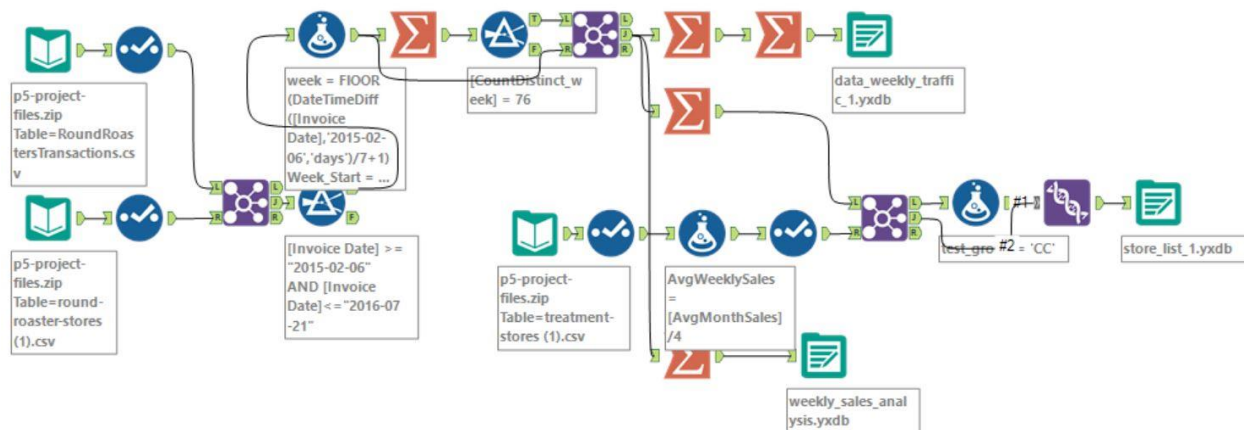 p5-project-
files.zip
Table=RoundRoas
tersTransactions.cs
v
p5-project-
files.zip
Table=round-
roaster-stores
(1).csv
week = FlOOR
(DateTimeDiff
([Invoice
Date],'2015-02-
06','days')/7+1)
Week_Start = ...
[Invoice Date] >=
"2015-02-06"
AND [Invoice
Date]<="2016-07
-21"
T
F
[CountDistinct_w
eek] = 76
L
R
L
J
R
L
R
L
J
R
F
data_weekly_traffi
c_1.yxdb
p5-project-
files.zip
Table=treatment-
stores (1).csv
AvgWeeklySales
=
[AvgMonthSales]
/4
L
R
L
J
R
#1
#2
= 'CC'
store_list_1.yxdb
weekly_sales_anal
ysis.yxdb